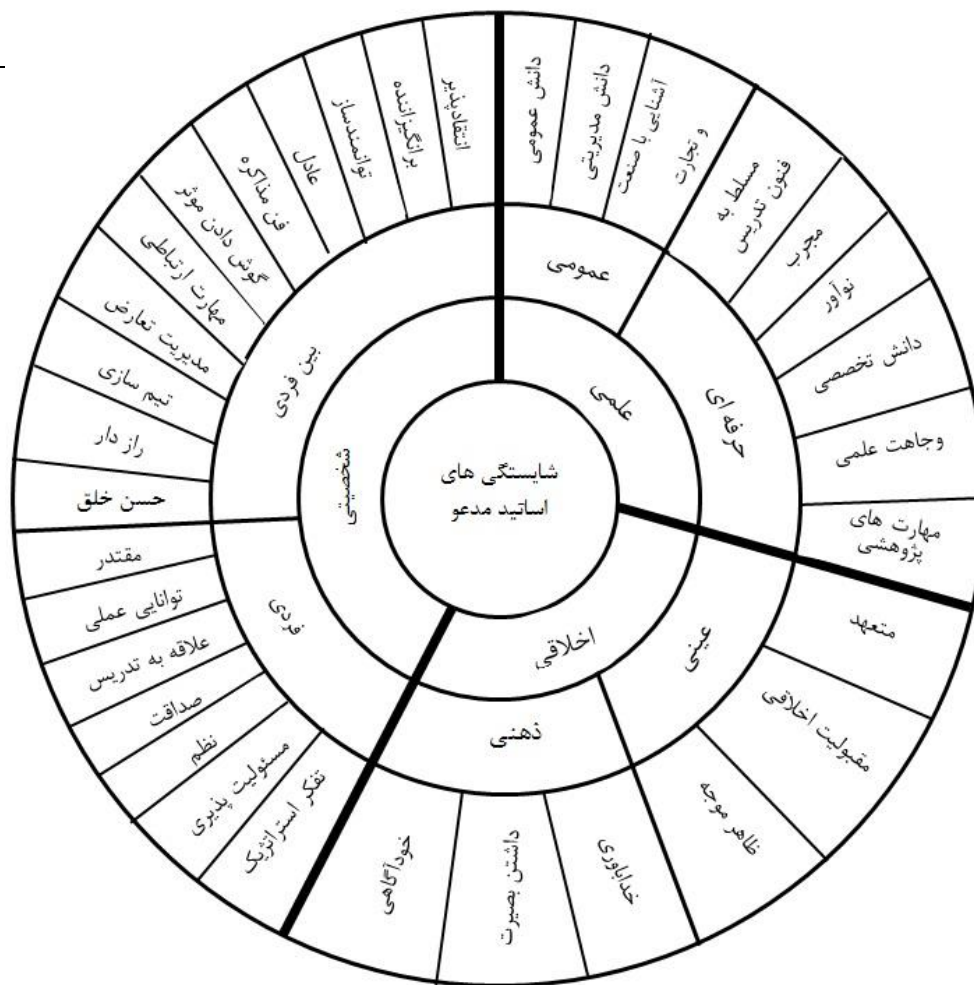 شایستگی های
اساتید مدعو
علمی
عمومی
دانش عمومی
دانش مدیریتی
آشنایی با صنعت
و تجارت
حرفه ای
مسلط به
فنون تدریس
مجرب
نوآور
دانش تخصصی
وجاهت علمی
مهارت های
پژوهشی
اخلاقی
عینی
متعهد
مقبولیت اخلاقی
ظاهر موجه
ذهنی
خداباوری
داشتن بصیرت
خودآگاهی
شخصیتی
فردی
تفکر استراتژیک
مسئولیت پذیری
نظم
صداقت
علاقه به تدریس
توانایی عملی
مقتدر
بین فردی
حسن خلق
راز دار
تیم سازی
مدیریت تعارض
مهارت ارتباطی
گوش دادن موثر
فن مذاکره
عادل
توانمندساز
برانگیزاننده
انتقادپذیر